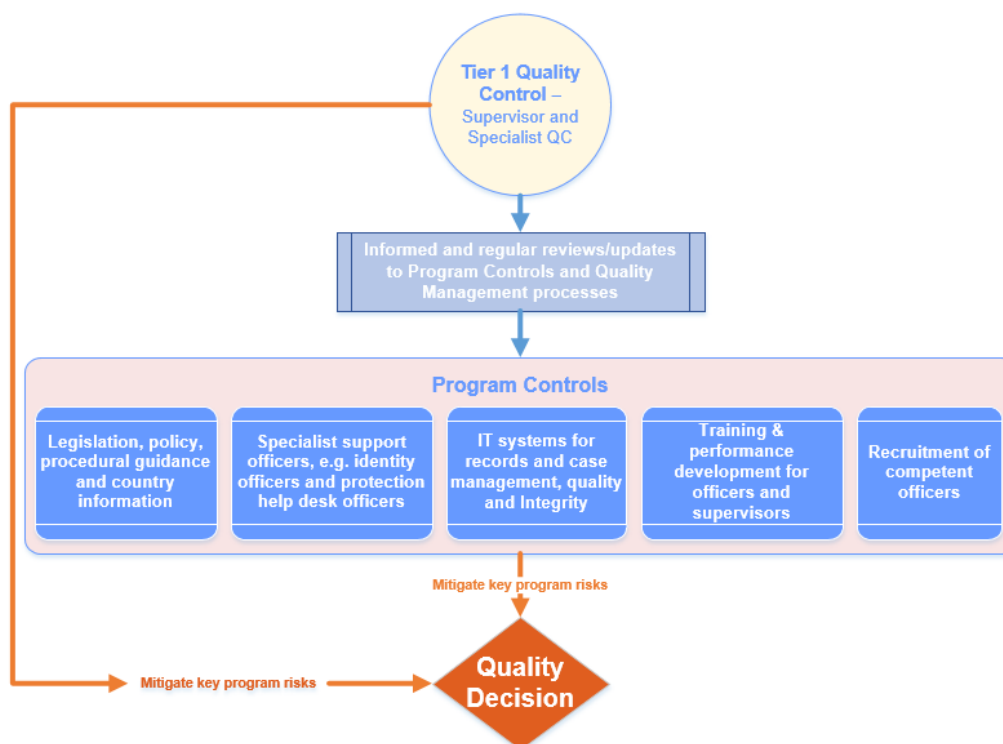 Tier 1 Quality
Control –
Supervisor and
Specialist QC
Informed and regular reviews/updates
to Program Controls and Quality
Management processes
Program Controls
Legislation, policy,
procedural guidance
and country
information
Specialist support
officers, e.g. identity
officers and protection
help desk officers
IT systems for
records and case
management, quality
and Integrity
Training &
performance
development for
officers and
supervisors
Recruitment of
competent
officers
Mitigate key program risks
Mitigate key program risks
Quality
Decision